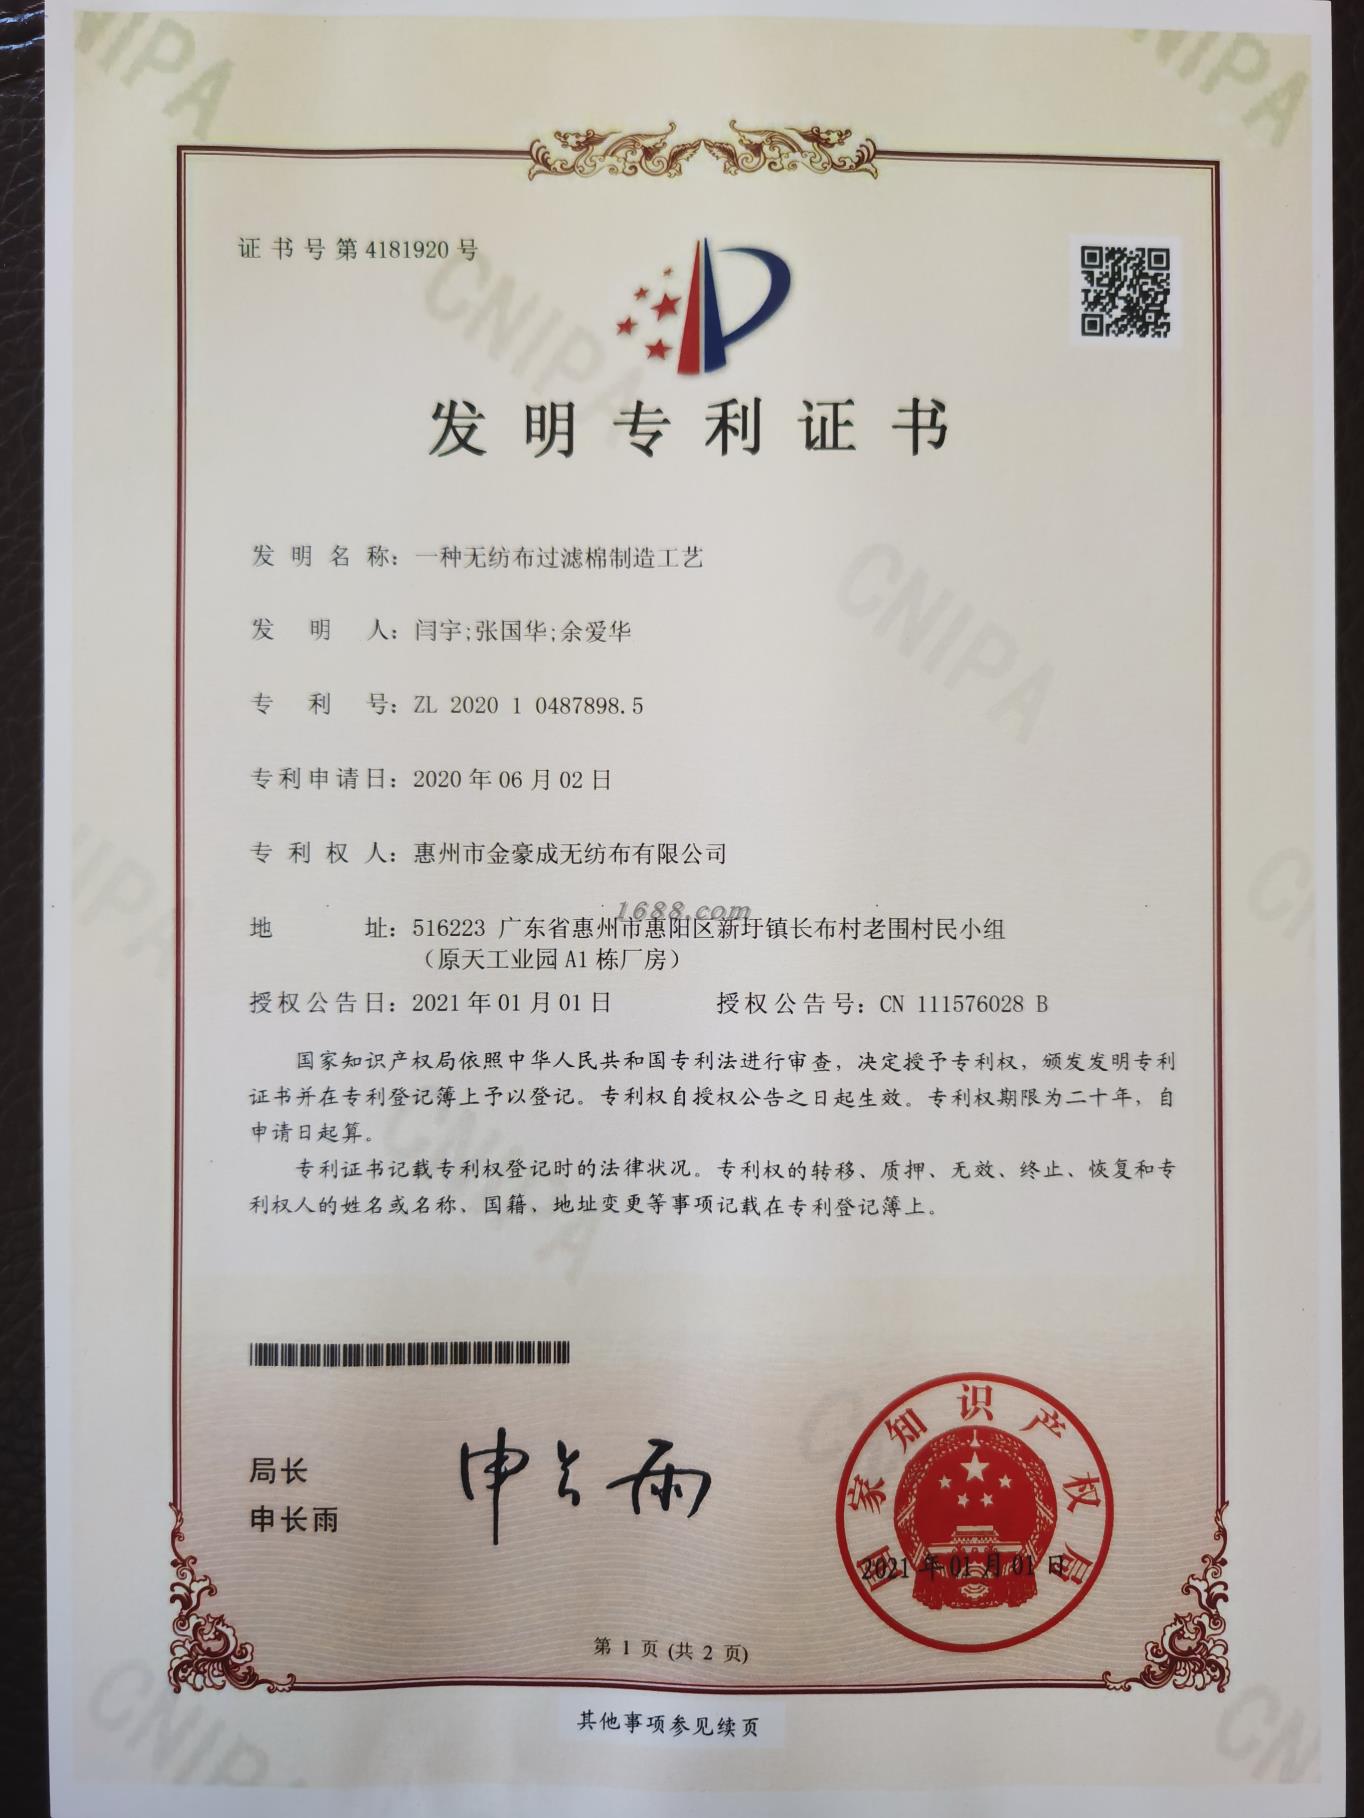 证书号第4181920号
发明专利证书
发明名称：一种无纺布过滤棉制造工艺
发明人：闫宇;张国华;余爱华
专利号：ZL 2020 1 0487898.5
专利申请日：2020年06月02日
专利权人：惠州市金豪成无纺布有限公司
1688.com
地址：516223 广东省惠州市惠阳区新圩镇长布村老围村民小组
（原天工业园A1栋厂房）
授权公告日：2021年01月01日 授权公告号：CN 111576028 B
国家知识产权局依照中华人民共和国专利法进行审查，决定授予专利权，颁发发明专利
证书并在专利登记簿上予以登记。专利权自授权公告之日起生效。专利权期限为二十年，自
申请日起算。
专利证书记载专利权登记时的法律状况。专利权的转移、质押、无效、终止、恢复和专
利权人的姓名或名称、国籍、地址变更等事项记载在专利登记簿上。
局长
申长雨
申长雨
国家知识产权局
2021年01月01日
第 1 页 (共 2 页)
其他事项参见续页
CNIPA
CNIPA
CNIPA
CNIPA
CNIPA
CNIPA